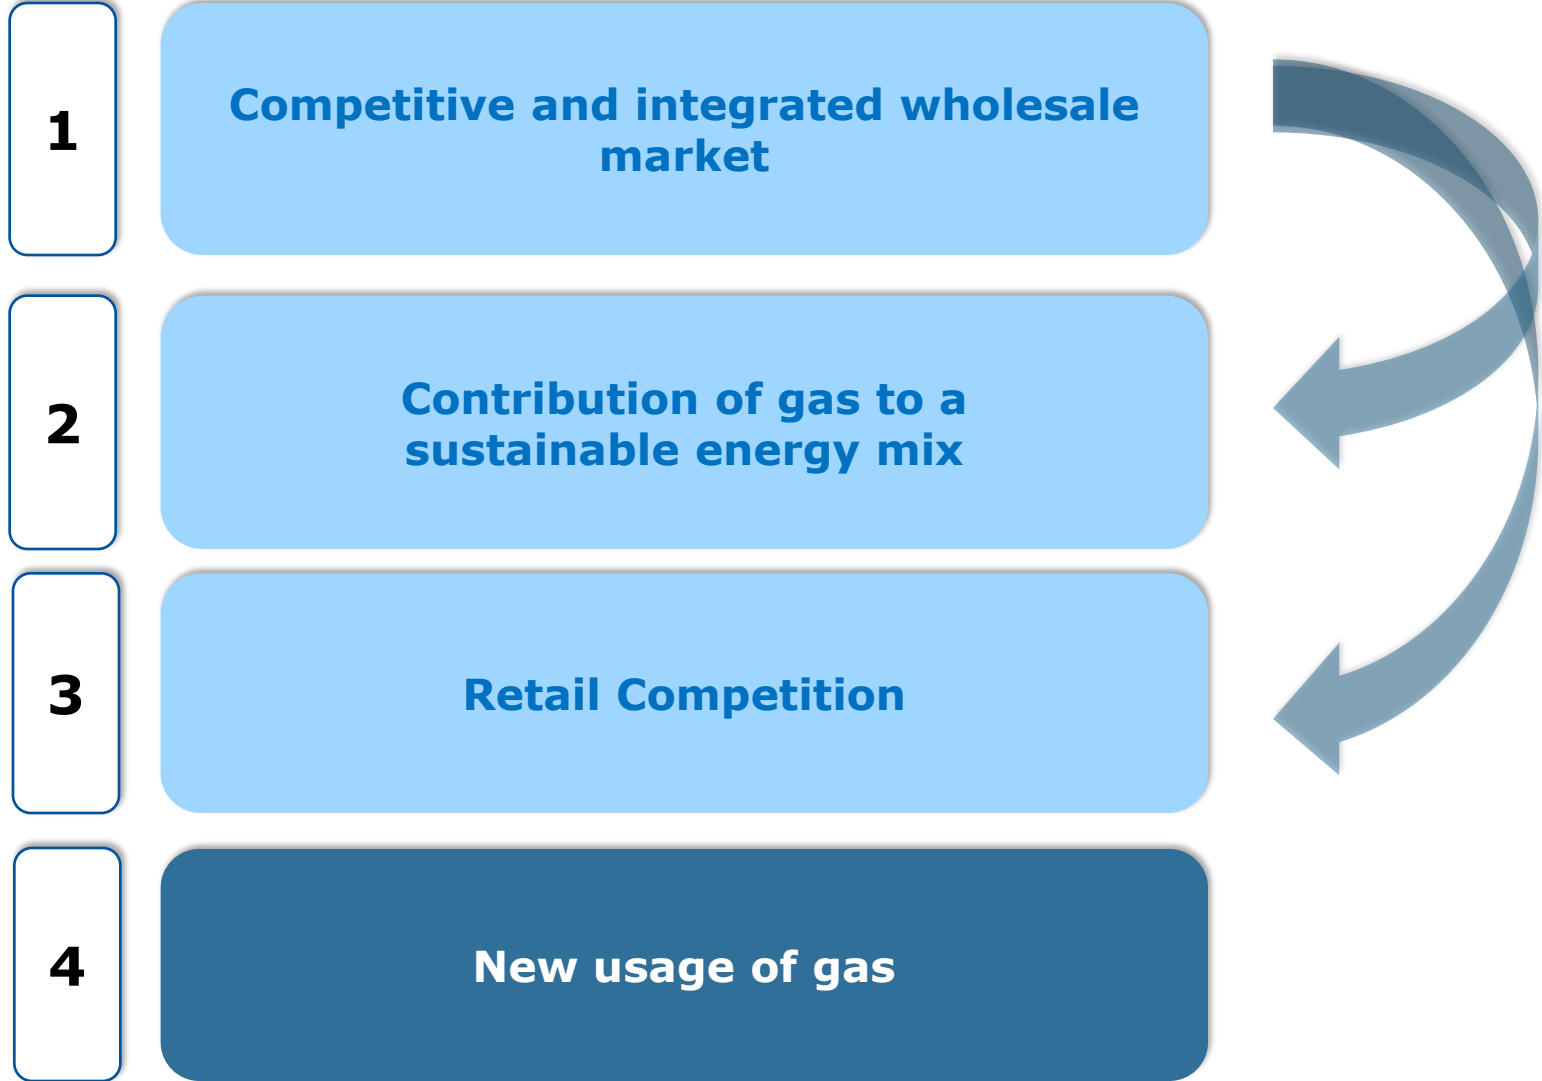 1
Competitive and integrated wholesale
market
2
Contribution of gas to a
sustainable energy mix
3
Retail Competition
4
New usage of gas